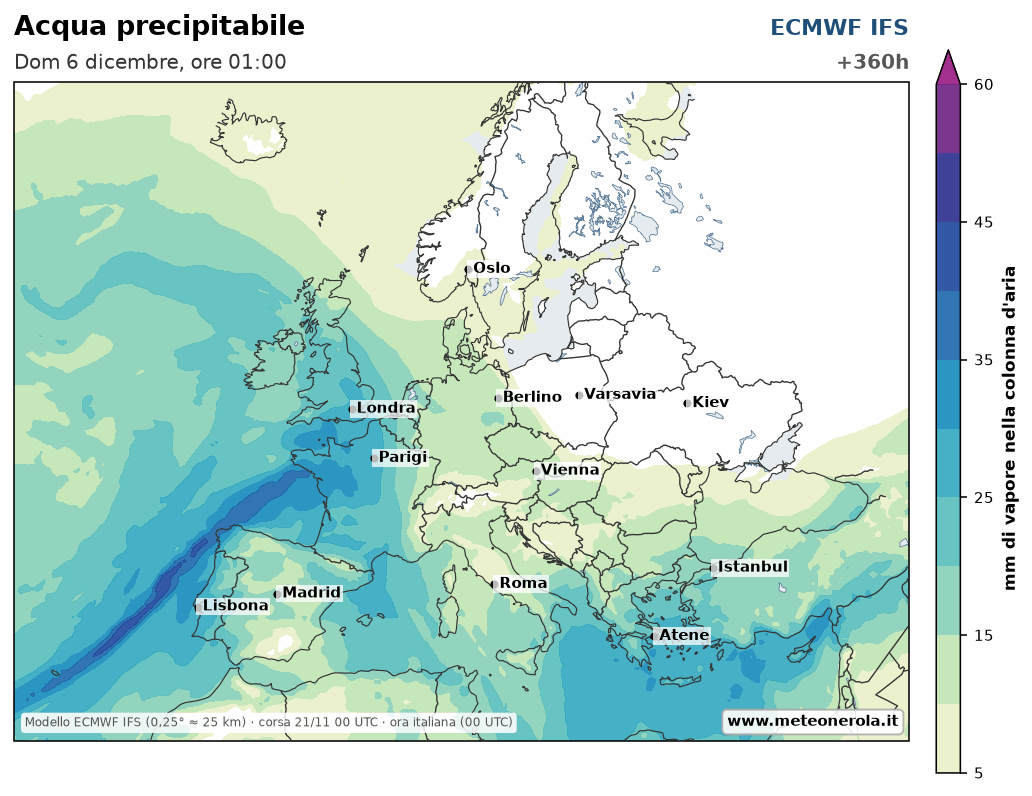 Acqua precipitabile
ECMWF IFS
Dom 6 dicembre, ore 01:00
+360h
60
45
35
25
15
5
mm di vapore nella colonna d'aria
Oslo
Londra
Berlino
Varsavia
Kiev
Parigi
Vienna
Istanbul
Roma
Madrid
Lisbona
Atene
Modello ECMWF IFS (0,25° ≈ 25 km) · corsa 21/11 00 UTC · ora italiana (00 UTC)
www.meteonerola.it